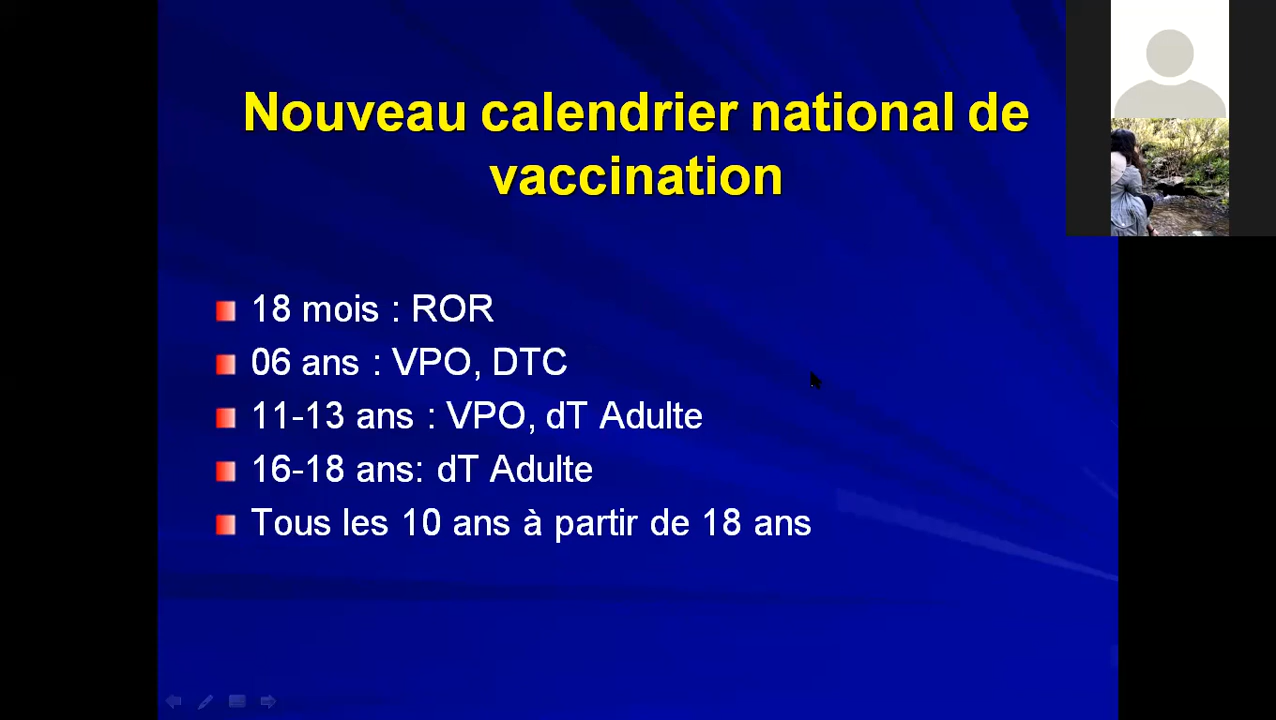 Nouveau calendrier national de
vaccination
18 mois : ROR
06 ans : VPO, DTC
11-13 ans : VPO, dT Adulte
16-18 ans: dT Adulte
Tous les 10 ans à partir de 18 ans